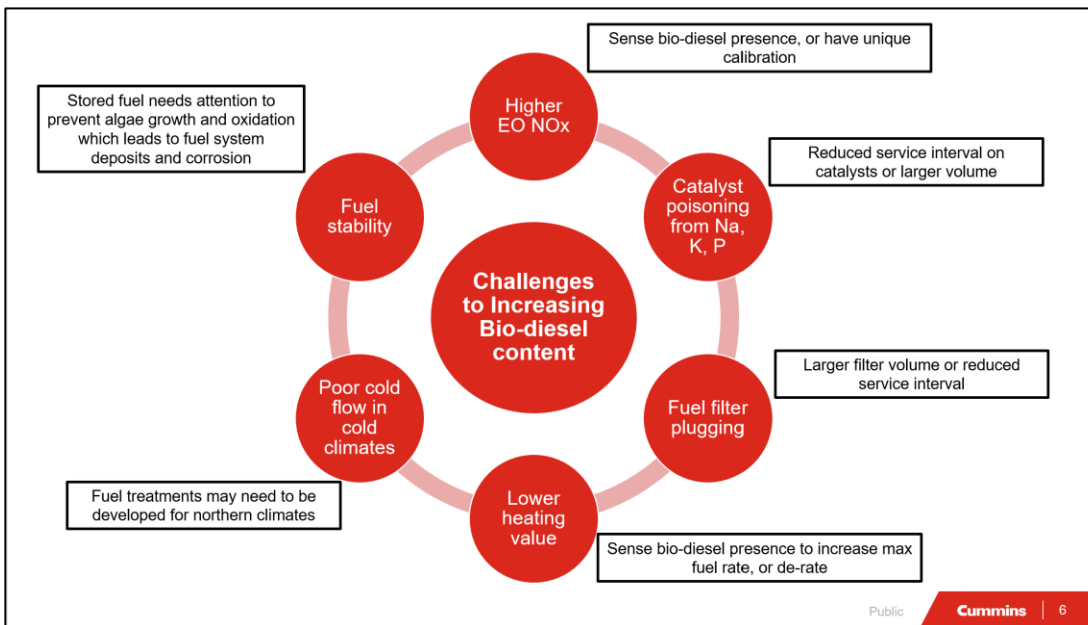 Sense bio-diesel presence, or have unique
calibration
Higher
EO NOx
Stored fuel needs attention to
prevent algae growth and oxidation
which leads to fuel system
deposits and corrosion
Reduced service interval on
catalysts or larger volume
Fuel
stability
Catalyst
poisoning
from Na,
K, P
Challenges
to Increasing
Bio-diesel
content
Larger filter volume or reduced
service interval
Poor cold
flow in
cold
climates
Fuel filter
plugging
Fuel treatments may need to be
developed for northern climates
Lower
heating
value
Sense bio-diesel presence to increase max
fuel rate, or de-rate
Public
Cummins
6